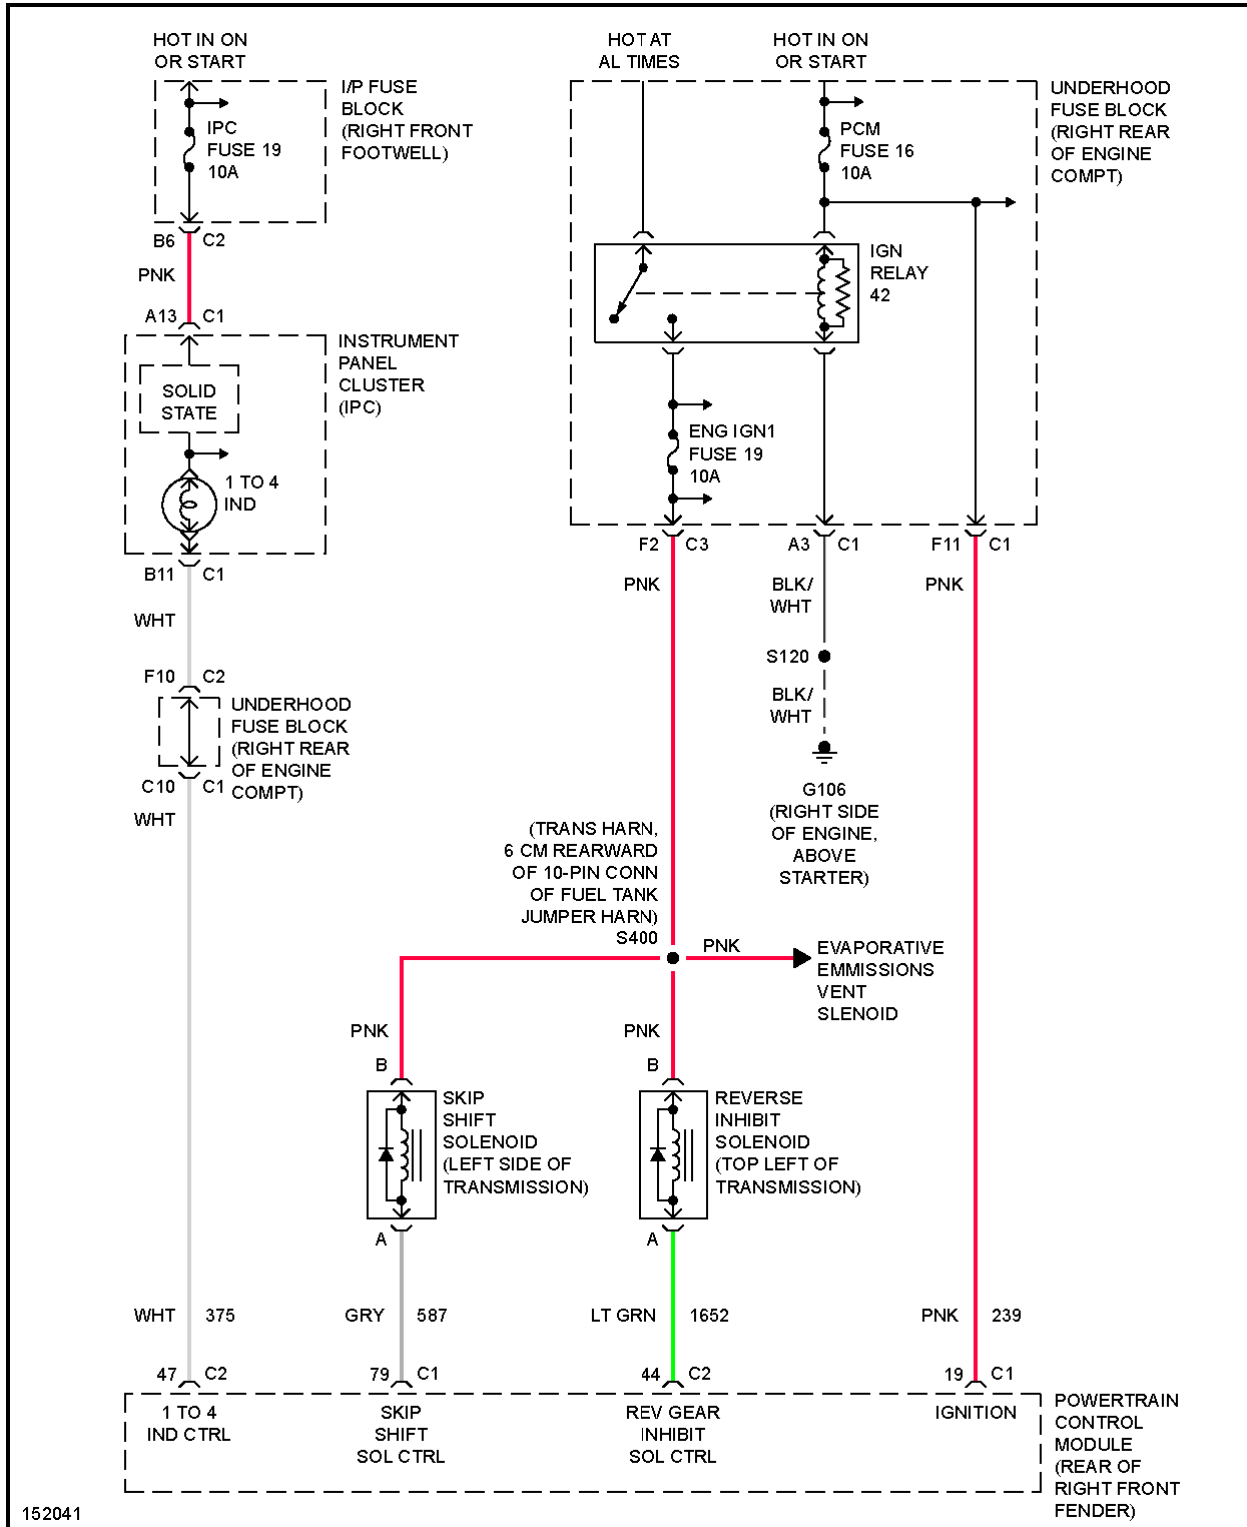 HOT IN ON
OR START
I/P FUSE
BLOCK
(RIGHT FRONT
FOOTWELL)
IPC
FUSE 19
10A
B6 C2
PNK
A13 C1
INSTRUMENT
PANEL
CLUSTER
(IPC)
SOLID
STATE
1 TO 4
IND
B11 C1
WHT
F10 C2
UNDERHOOD
FUSE BLOCK
(RIGHT REAR
OF ENGINE
COMPT)
C10 C1
WHT
HOT AT
AL TIMES
HOT IN ON
OR START
UNDERHOOD
FUSE BLOCK
(RIGHT REAR
OF ENGINE
COMPT)
PCM
FUSE 16
10A
IGN
RELAY
42
ENG IGN1
FUSE 19
10A
F2 C3
A3 C1
F11 C1
PNK
BLK/
WHT
PNK
S120
BLK/
WHT
G106
(RIGHT SIDE
OF ENGINE,
ABOVE
STARTER)
(TRANS HARN,
6 CM REARWARD
OF 10-PIN CONN
OF FUEL TANK
JUMPER HARN)
S400
PNK
EVAPORATIVE
EMMISSIONS
VENT
SLENOID
PNK
B
PNK
B
SKIP
SHIFT
SOLENOID
(LEFT SIDE OF
TRANSMISSION)
REVERSE
INHIBIT
SOLENOID
(TOP LEFT OF
TRANSMISSION)
A
A
WHT 375
GRY 587
LT GRN 1652
PNK 239
47 C2
79 C1
44 C2
19 C1
1 TO 4
IND CTRL
SKIP
SHIFT
SOL CTRL
REV GEAR
INHIBIT
SOL CTRL
IGNITION
POWERTRAIN
CONTROL
MODULE
(REAR OF
RIGHT FRONT
FENDER)
152041